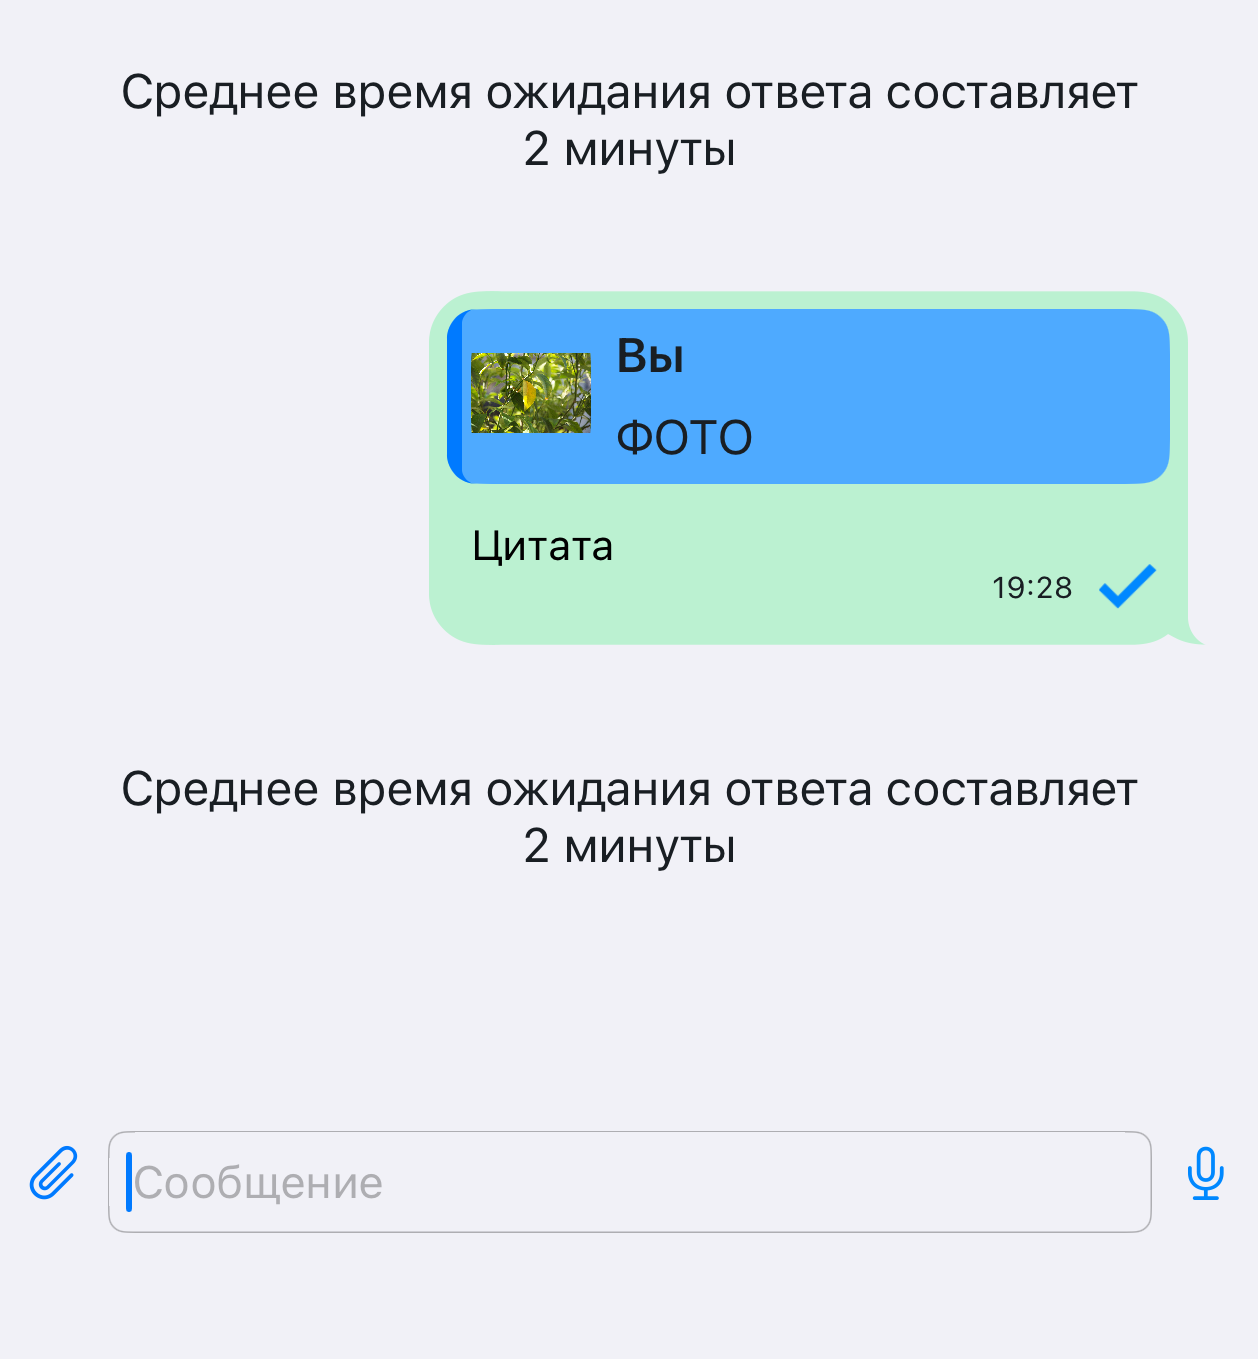 Среднее время ожидания ответа составляет
2 минуты
Вы
ФОТО
Цитата
19:28
Среднее время ожидания ответа составляет
2 минуты
Сообщение